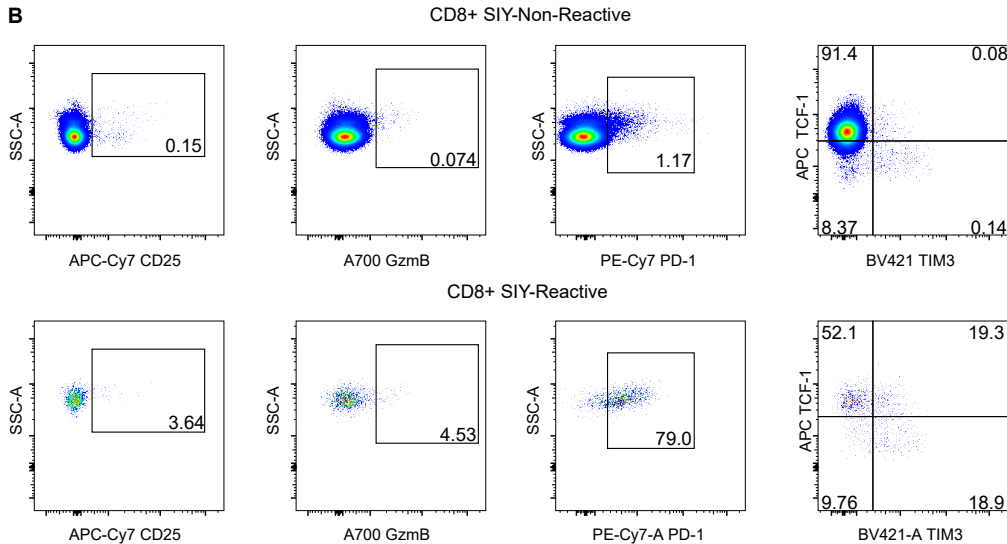 B
CD8+ SIY-Non-Reactive
SSC-A
0.15
APC-Cy7 CD25
SSC-A
0.074
A700 GzmB
SSC-A
1.17
PE-Cy7 PD-1
APC TCF-1
91.4
0.08
8.37
0.14
BV421 TIM3
CD8+ SIY-Reactive
SSC-A
3.64
APC-Cy7 CD25
SSC-A
4.53
A700 GzmB
SSC-A
79.0
PE-Cy7-A PD-1
APC TCF-1
52.1
19.3
9.76
18.9
BV421-A TIM3